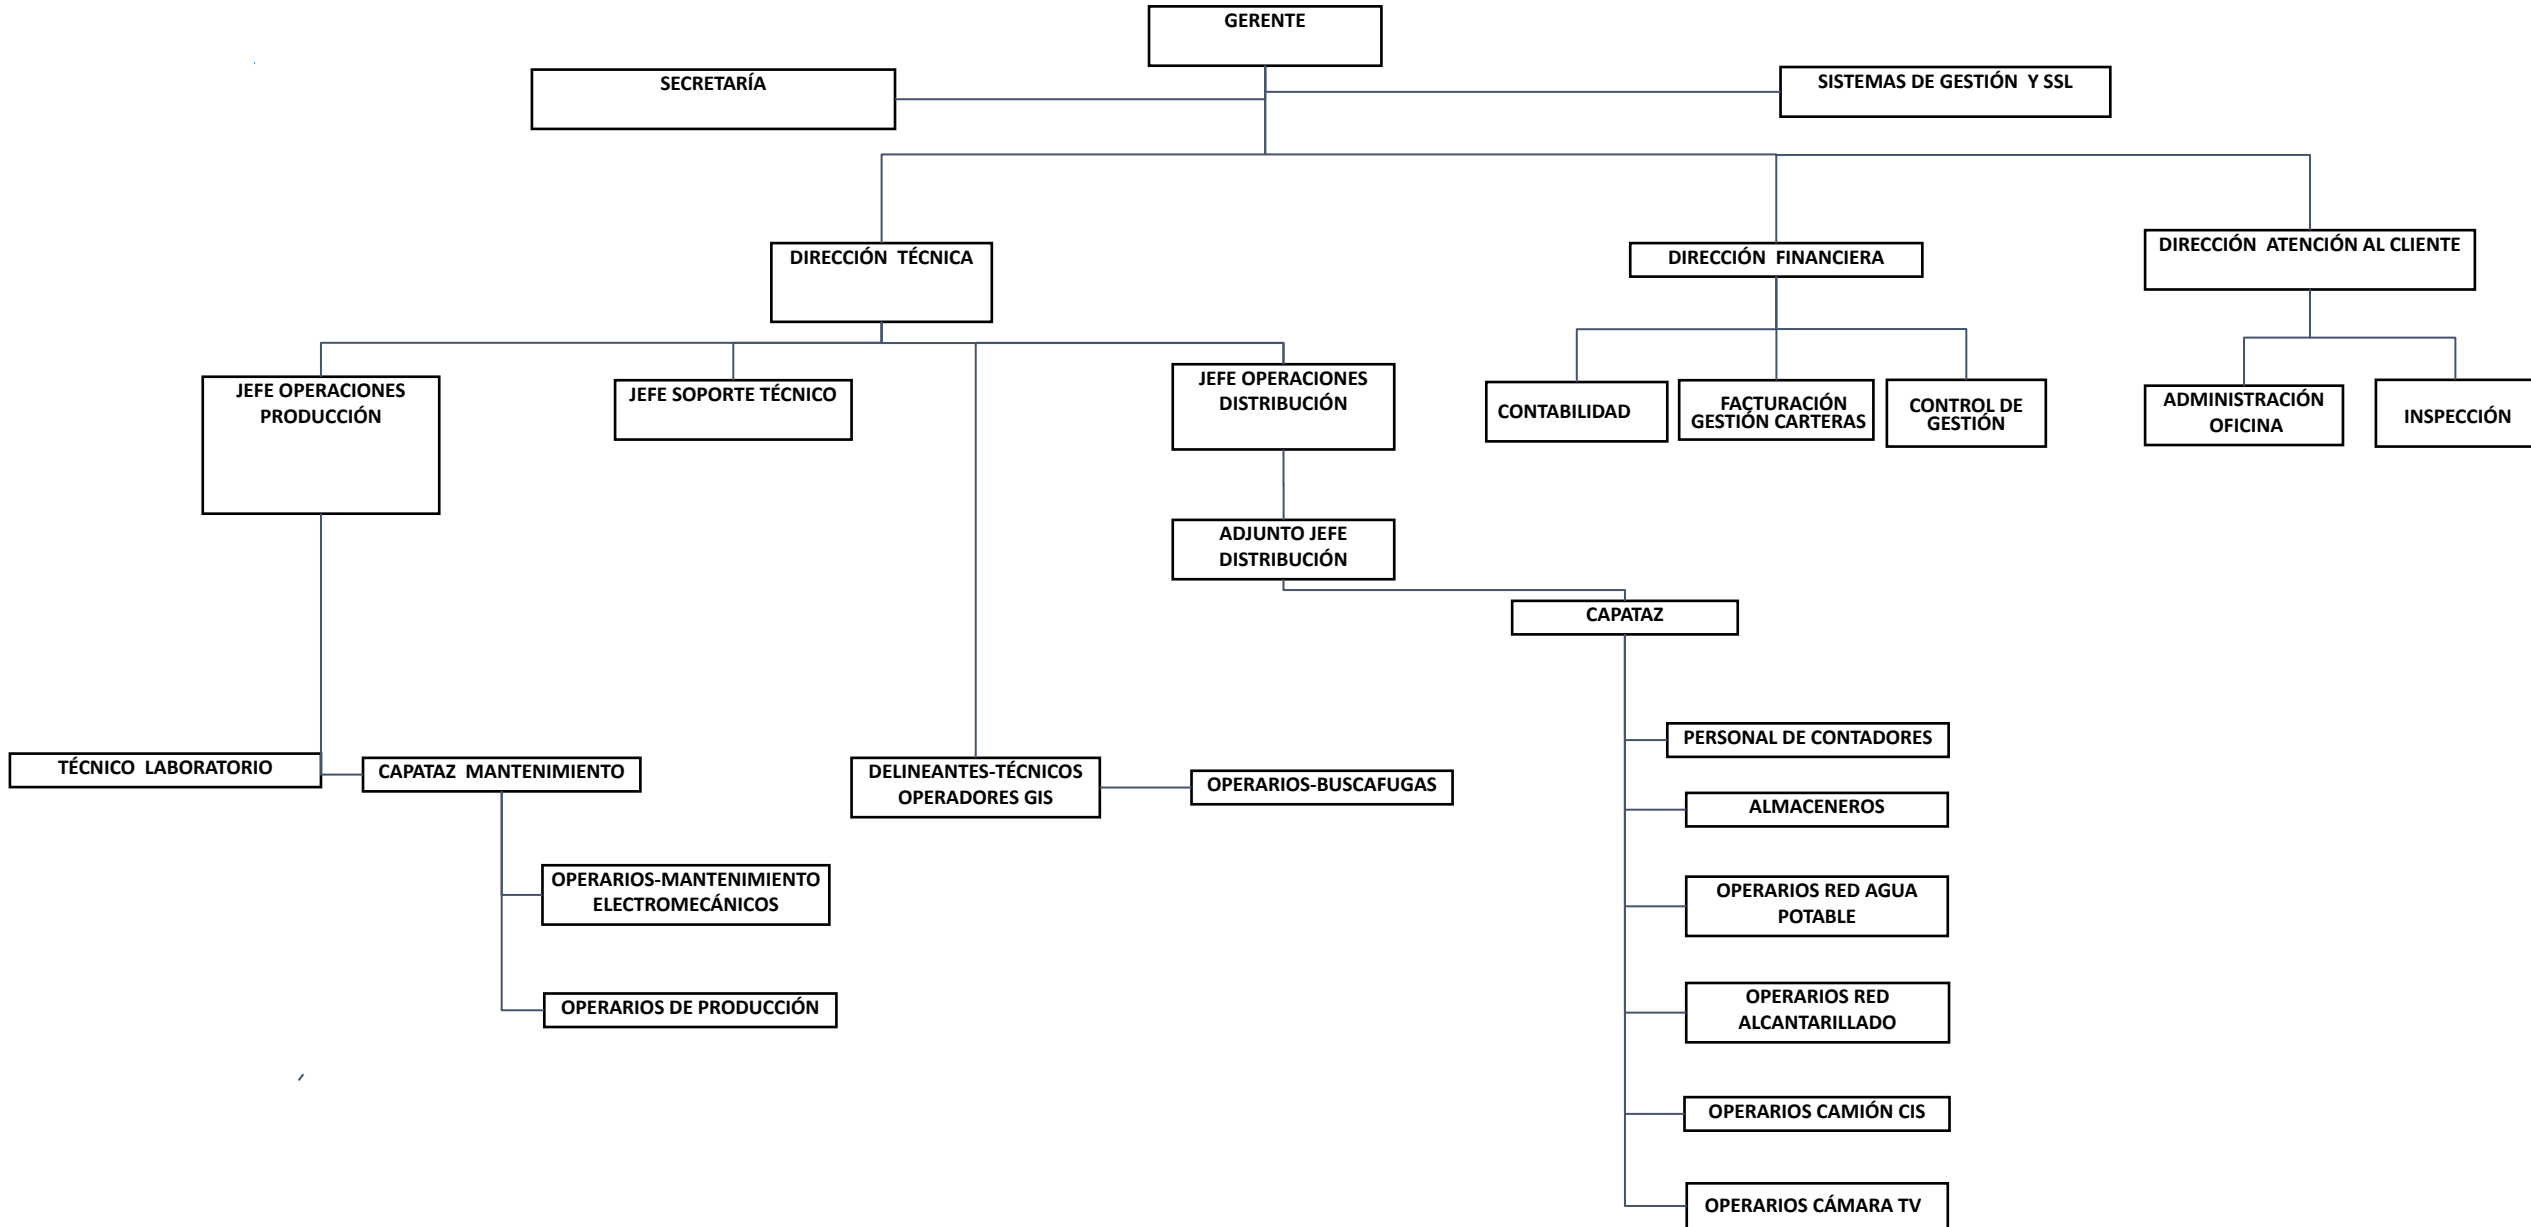 GERENTE
SECRETARÍA
SISTEMAS DE GESTIÓN Y SSL
DIRECCIÓN TÉCNICA
DIRECCIÓN FINANCIERA
DIRECCIÓN ATENCIÓN AL CLIENTE
JEFE OPERACIONES
PRODUCCIÓN
JEFE SOPORTE TÉCNICO
JEFE OPERACIONES
DISTRIBUCIÓN
CONTABILIDAD
FACTURACIÓN
GESTIÓN CARTERAS
CONTROL DE
GESTIÓN
ADMINISTRACIÓN
OFICINA
INSPECCIÓN
ADJUNTO JEFE
DISTRIBUCIÓN
CAPATAZ
TÉCNICO LABORATORIO
CAPATAZ MANTENIMIENTO
DELINEANTES-TÉCNICOS
OPERADORES GIS
OPERARIOS-BUSCAFUGAS
PERSONAL DE CONTADORES
ALMACENEROS
OPERARIOS-MANTENIMIENTO
ELECTROMECÁNICOS
OPERARIOS RED AGUA
POTABLE
OPERARIOS DE PRODUCCIÓN
OPERARIOS RED
ALCANTARILLADO
OPERARIOS CAMIÓN CIS
OPERARIOS CÁMARA TV